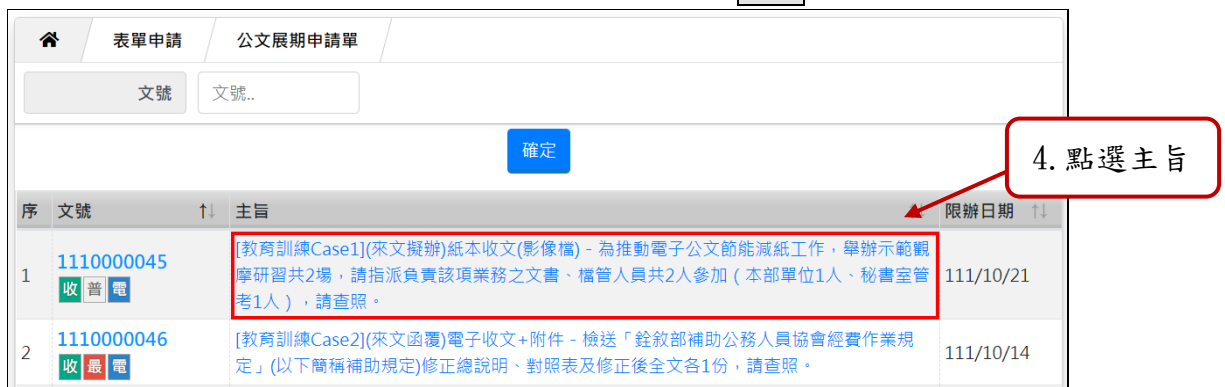 表單申請 公文展期申請單
文號 文號..
確定
4.點選主旨
序 文號 ↑↓ 主旨 限辦日期 ↑↓
1 1110000045 收 普 電 111/10/21
[教育訓練Case1](來文擬辦)紙本收文(影像檔) - 為推動電子公文節能減紙工作，舉辦示範觀
摩研習共2場，請指派負責該項業務之文書、檔管人員共2人參加（本部單位1人、秘書室管
考1人），請查照。
2 1110000046 收 最 電 111/10/14
[教育訓練Case2](來文函覆)電子收文+附件 - 檢送「銓敘部補助公務人員協會經費作業規
定」(以下簡稱補助規定)修正總說明、對照表及修正後全文各1份，請查照。